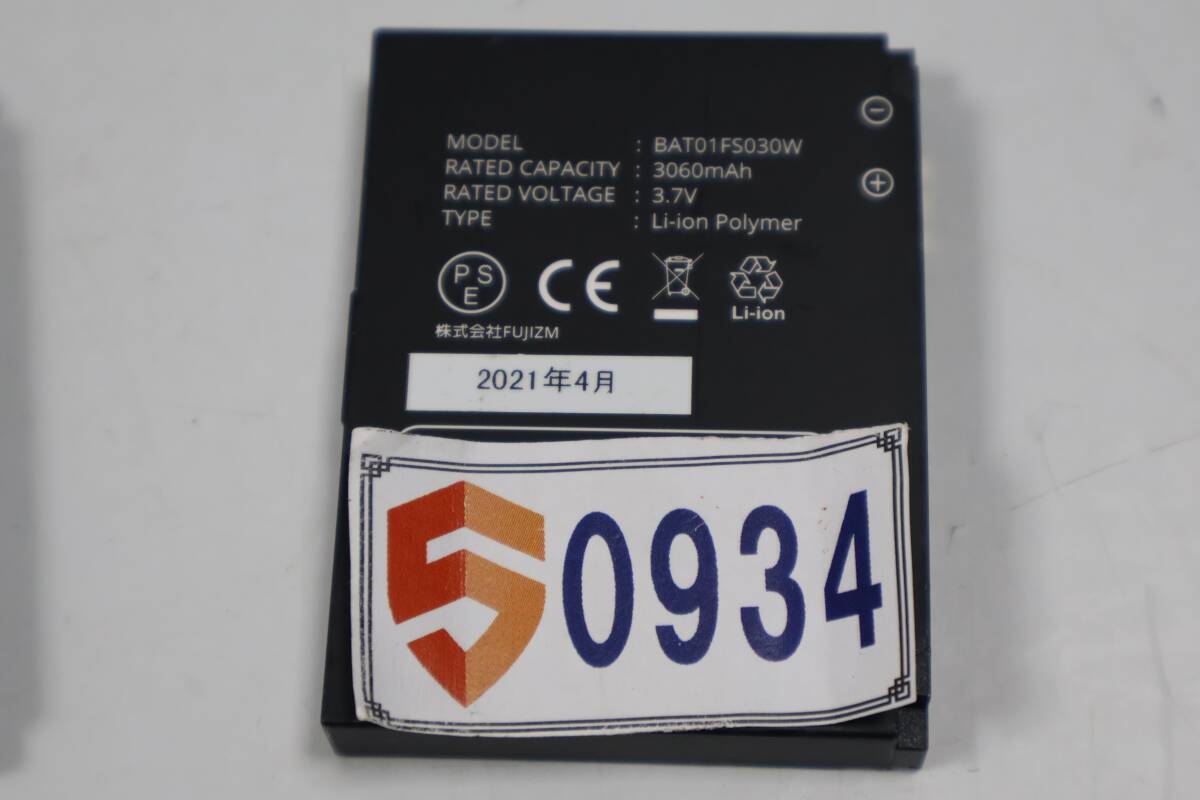 MODEL : BAT01FS030W
RATED CAPACITY : 3060mAh
RATED VOLTAGE : 3.7V
TYPE : Li-ion Polymer
PSE CE
Li-ion
株式会社FUJIZM
2021年4月
0934